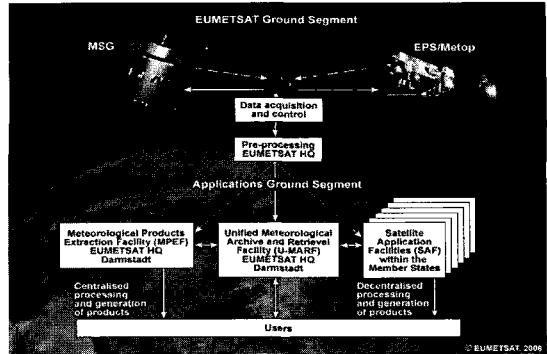 EUMETSAT Ground Segment
MSG
EPS/Metop
Data acquisition
and control
Pre-processing
EUMETSAT HQ
Applications Ground Segment
Meteorological Products
Extraction Facility (MPEF)
EUMETSAT HQ
Darmstadt
Unified Meteorological
Archive and Retrieval
Facility (U-MARF)
EUMETSAT HQ
Darmstadt
Satellite
Application
Facilities (SAF)
within the
Member States
Centralised
processing
and generation
of products
Decentralised
processing
and generation
of products
Users
© EUMETSAT, 2006